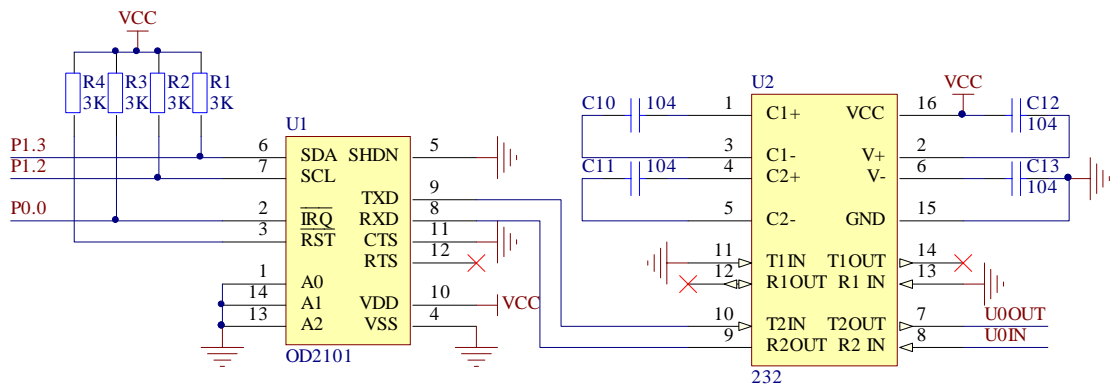 VCC
R4
3K
R3
3K
R2
3K
R1
3K
P1.3
P1.2
P0.0
U1
6 SDA SHDN 5
7 SCL
TXD 9
2 IRQ RXD 8
3 RST CTS 11
RTS 12
1 A0
14 A1 VDD 10 VCC
13 A2 VSS 4
OD2101
U2
C10 104 1 C1+ VCC 16 VCC C12
104
3 C1- V+ 2
C11 104 4 C2+ V- 6 C13
104
5 C2- GND 15
11 T1IN T1OUT 14
12 R1OUT R1 IN 13
10 T2IN T2OUT 7 U0OUT
9 R2OUT R2 IN 8 U0IN
232